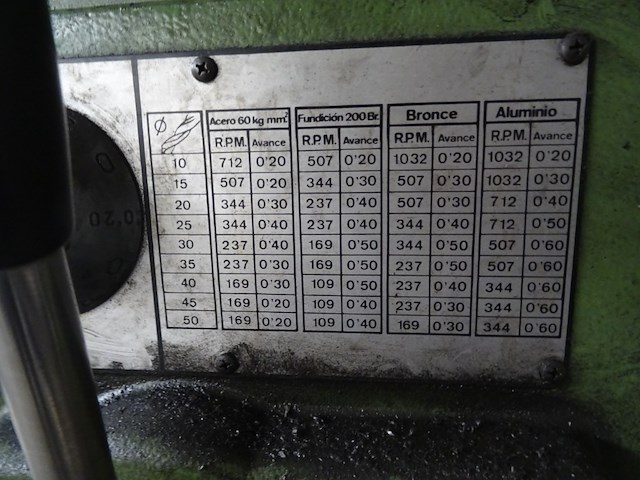 Acero 60 kg mm² Fundición 200 Br. Bronce Aluminio
Ø R.P.M. Avance R.P.M. Avance R.P.M. Avance R.P.M. Avance
10 712 0'20 507 0'20 1032 0'20 1032 0'20
15 507 0'20 344 0'30 507 0'30 1032 0'30
20 344 0'30 237 0'40 507 0'30 712 0'40
25 344 0'40 237 0'40 344 0'40 712 0'50
30 237 0'40 169 0'50 344 0'50 507 0'60
35 237 0'30 169 0'50 237 0'50 507 0'60
40 169 0'30 109 0'50 237 0'40 344 0'60
45 169 0'20 109 0'40 237 0'30 344 0'60
50 169 0'20 109 0'40 169 0'30 344 0'60
0'20